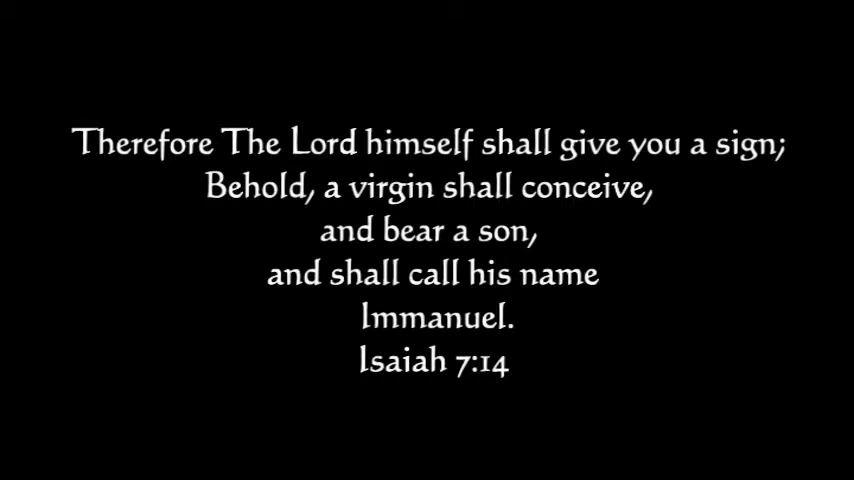 Therefore The Lord himself shall give you a sign;
Behold, a virgin shall conceive,
and bear a son,
and shall call his name
Immanuel.
Isaiah 7:14